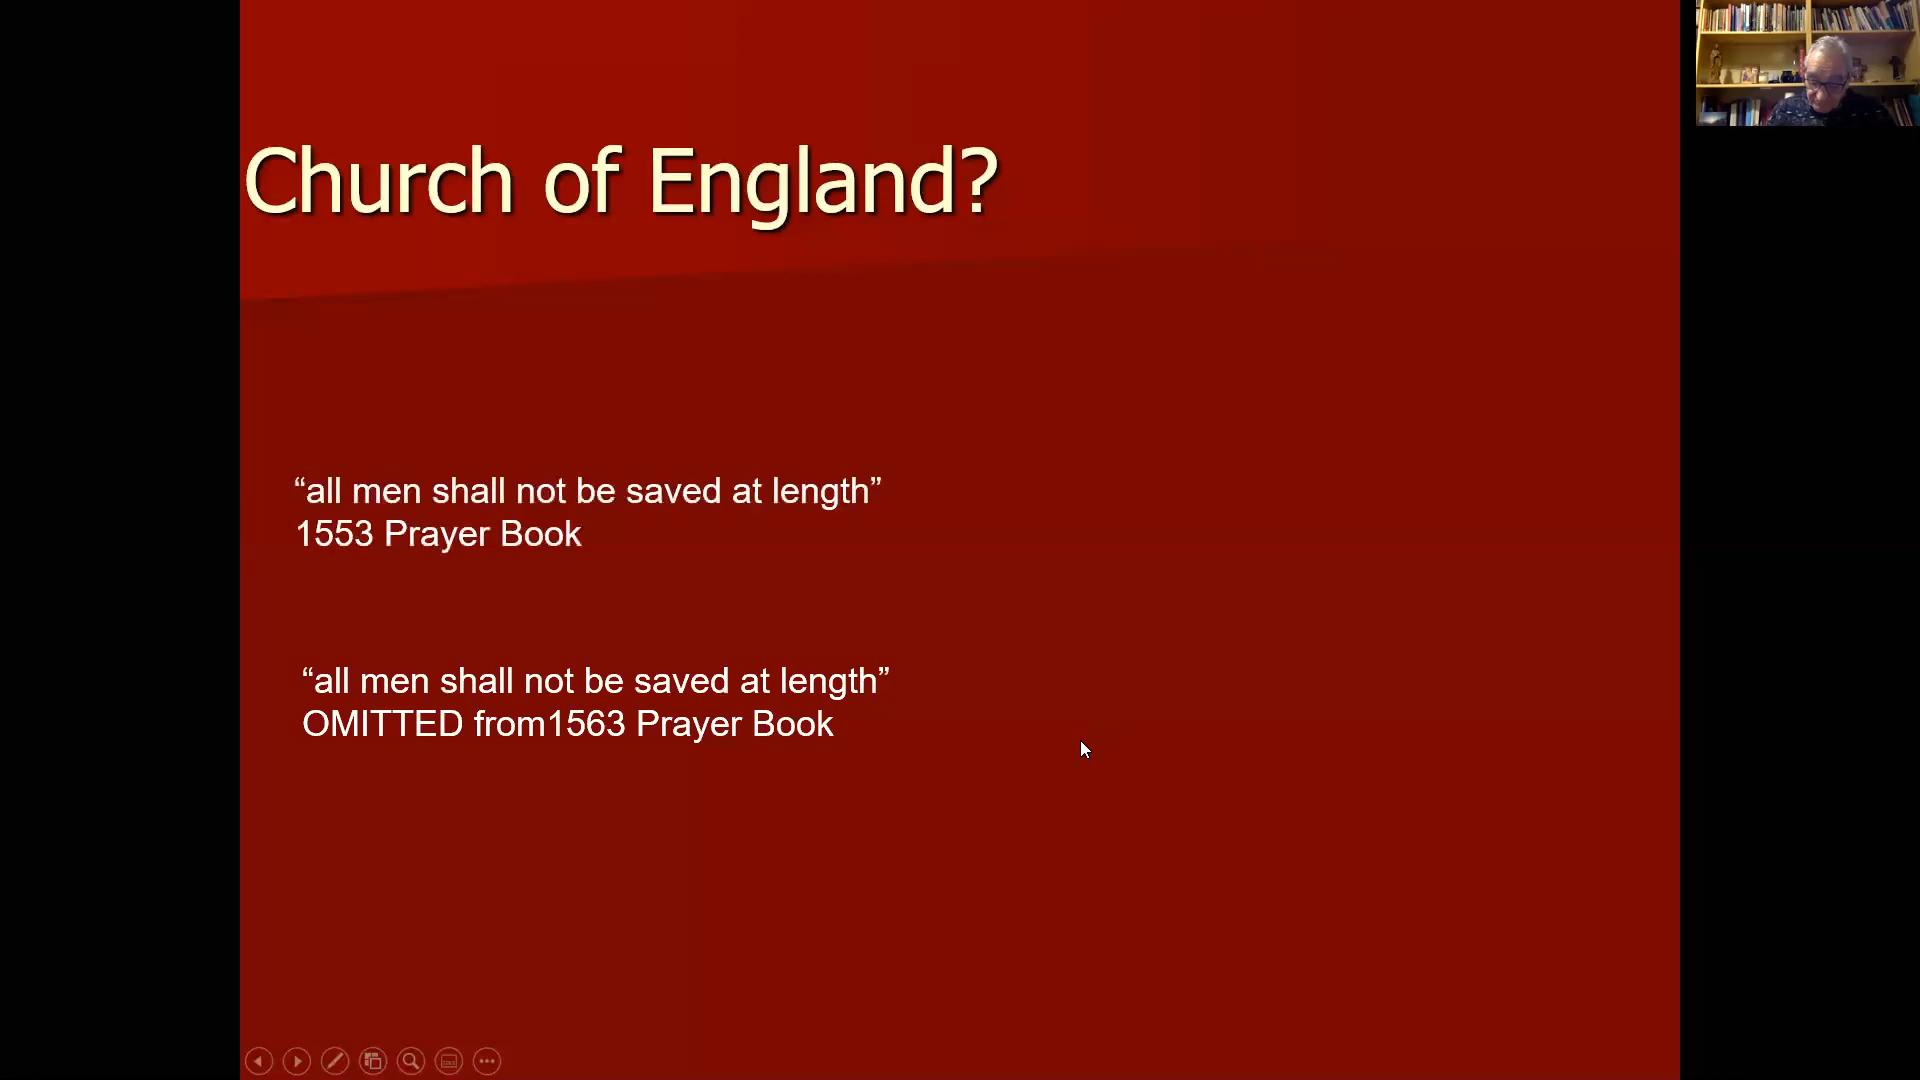 Church of England?
“all men shall not be saved at length”
1553 Prayer Book
“all men shall not be saved at length”
OMITTED from1563 Prayer Book